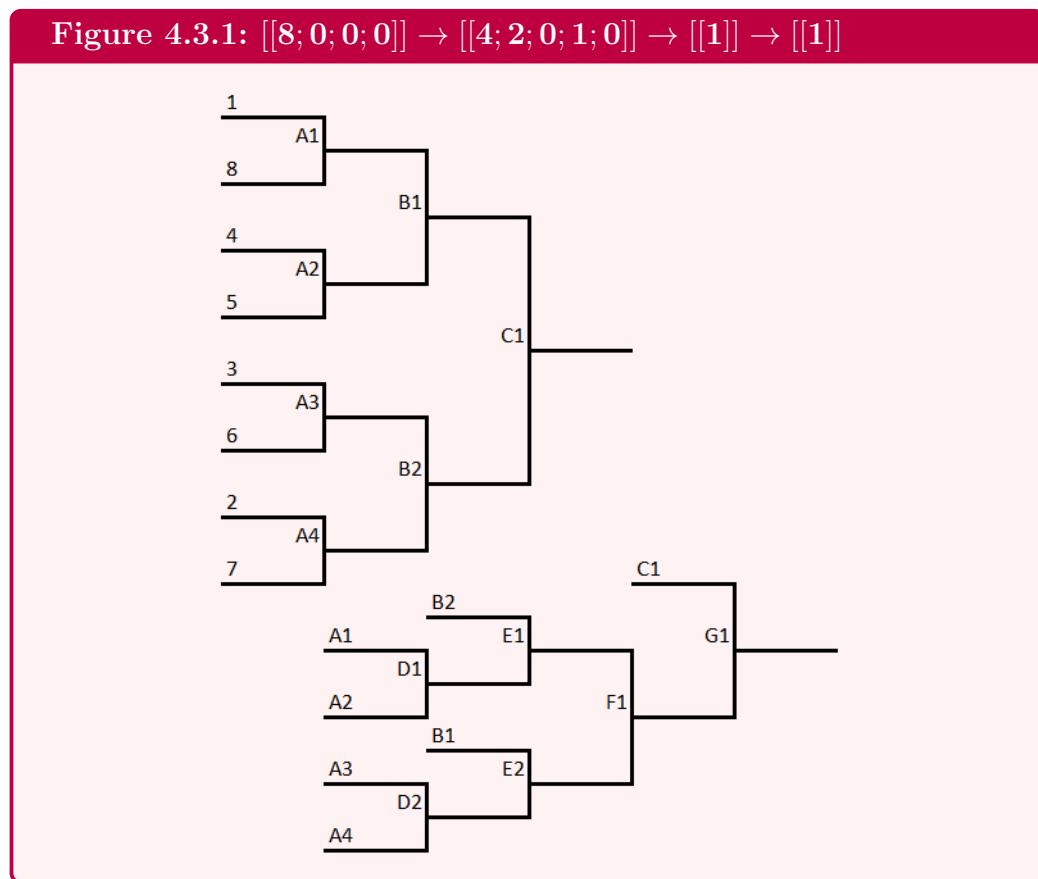 Figure 4.3.1: [[8; 0; 0; 0]] → [[4; 2; 0; 1; 0]] → [[1]] → [[1]]
1
A1
8
B1
4
A2
5
C1
3
A3
6
B2
2
A4
7
C1
B2
A1
E1
G1
D1
A2
F1
B1
A3
E2
D2
A4